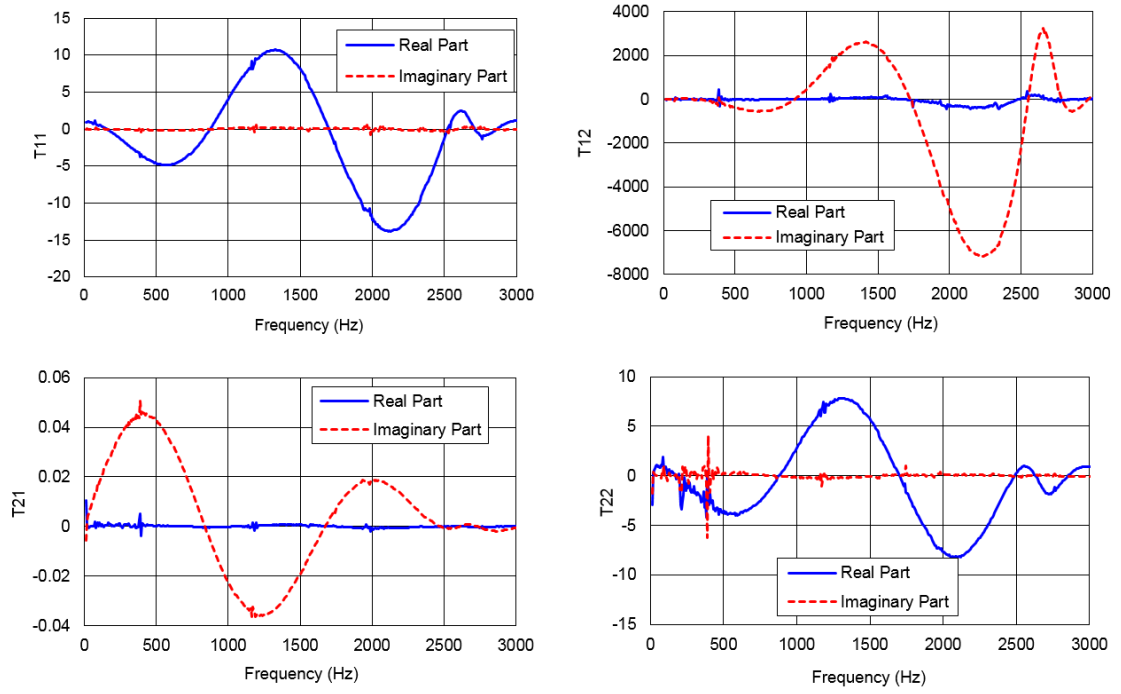 15
10
5
0
-5
-10
-15
-20
T11
Real Part
Imaginary Part
0 500 1000 1500 2000 2500 3000
Frequency (Hz)
4000
2000
0
-2000
-4000
-6000
-8000
T12
Real Part
Imaginary Part
0 500 1000 1500 2000 2500 3000
Frequency (Hz)
0.06
0.04
0.02
0
-0.02
-0.04
T21
Real Part
Imaginary Part
0 500 1000 1500 2000 2500 3000
Frequency (Hz)
10
5
0
-5
-10
-15
T22
Real Part
Imaginary Part
0 500 1000 1500 2000 2500 3000
Frequency (Hz)